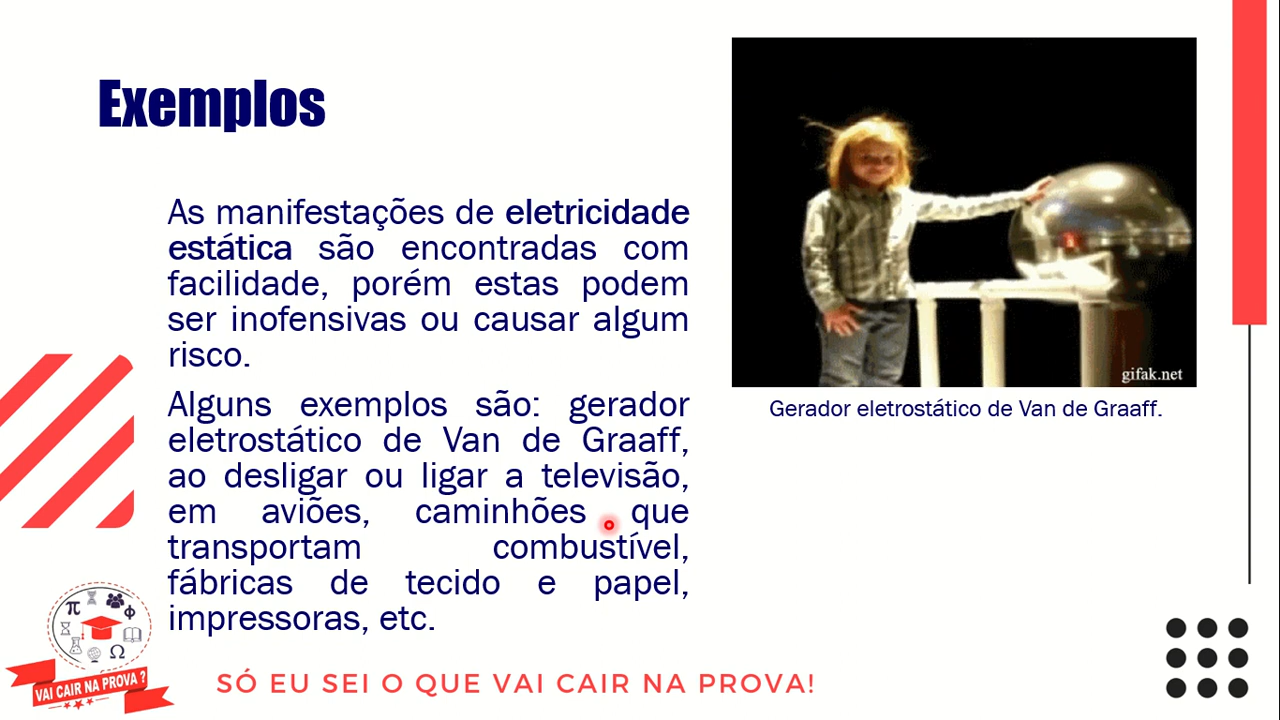 Exemplos
As manifestações de eletricidade
estática são encontradas com
facilidade, porém estas podem
ser inofensivas ou causar algum
risco.
Alguns exemplos são: gerador
eletrostático de Van de Graaff,
ao desligar ou ligar a televisão,
em aviões, caminhões que
transportam combustível,
fábricas de tecido e papel,
impressoras, etc.
gifak.net
Gerador eletrostático de Van de Graaff.
π
Φ
Ω
VAI CAIR NA PROVA ?
SÓ EU SEI O QUE VAI CAIR NA PROVA!